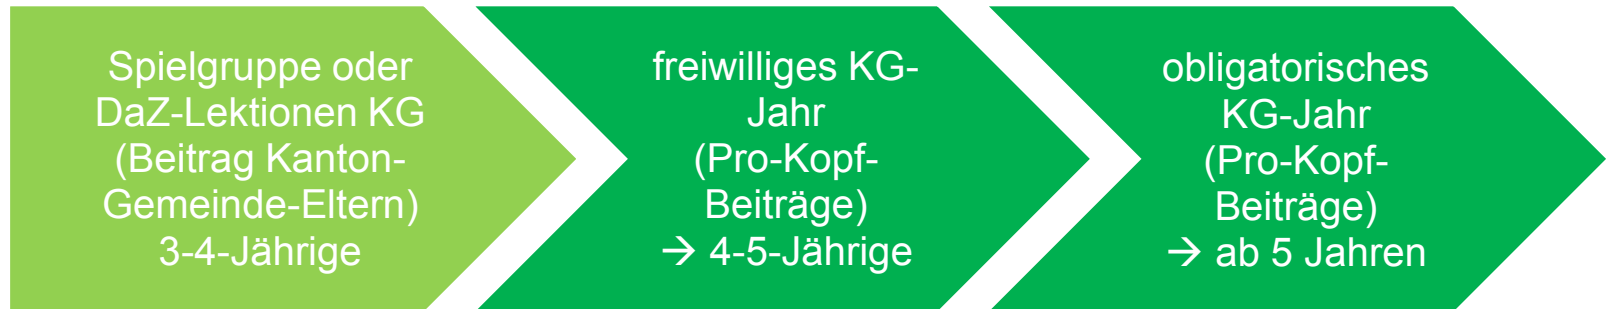 Spielgruppe oder
DaZ-Lektionen KG
(Beitrag Kanton-
Gemeinde-Eltern)
3-4-Jährige
freiwilliges KG-
Jahr
(Pro-Kopf-
Beiträge)
→ 4-5-Jährige
obligatorisches
KG-Jahr
(Pro-Kopf-
Beiträge)
→ ab 5 Jahren